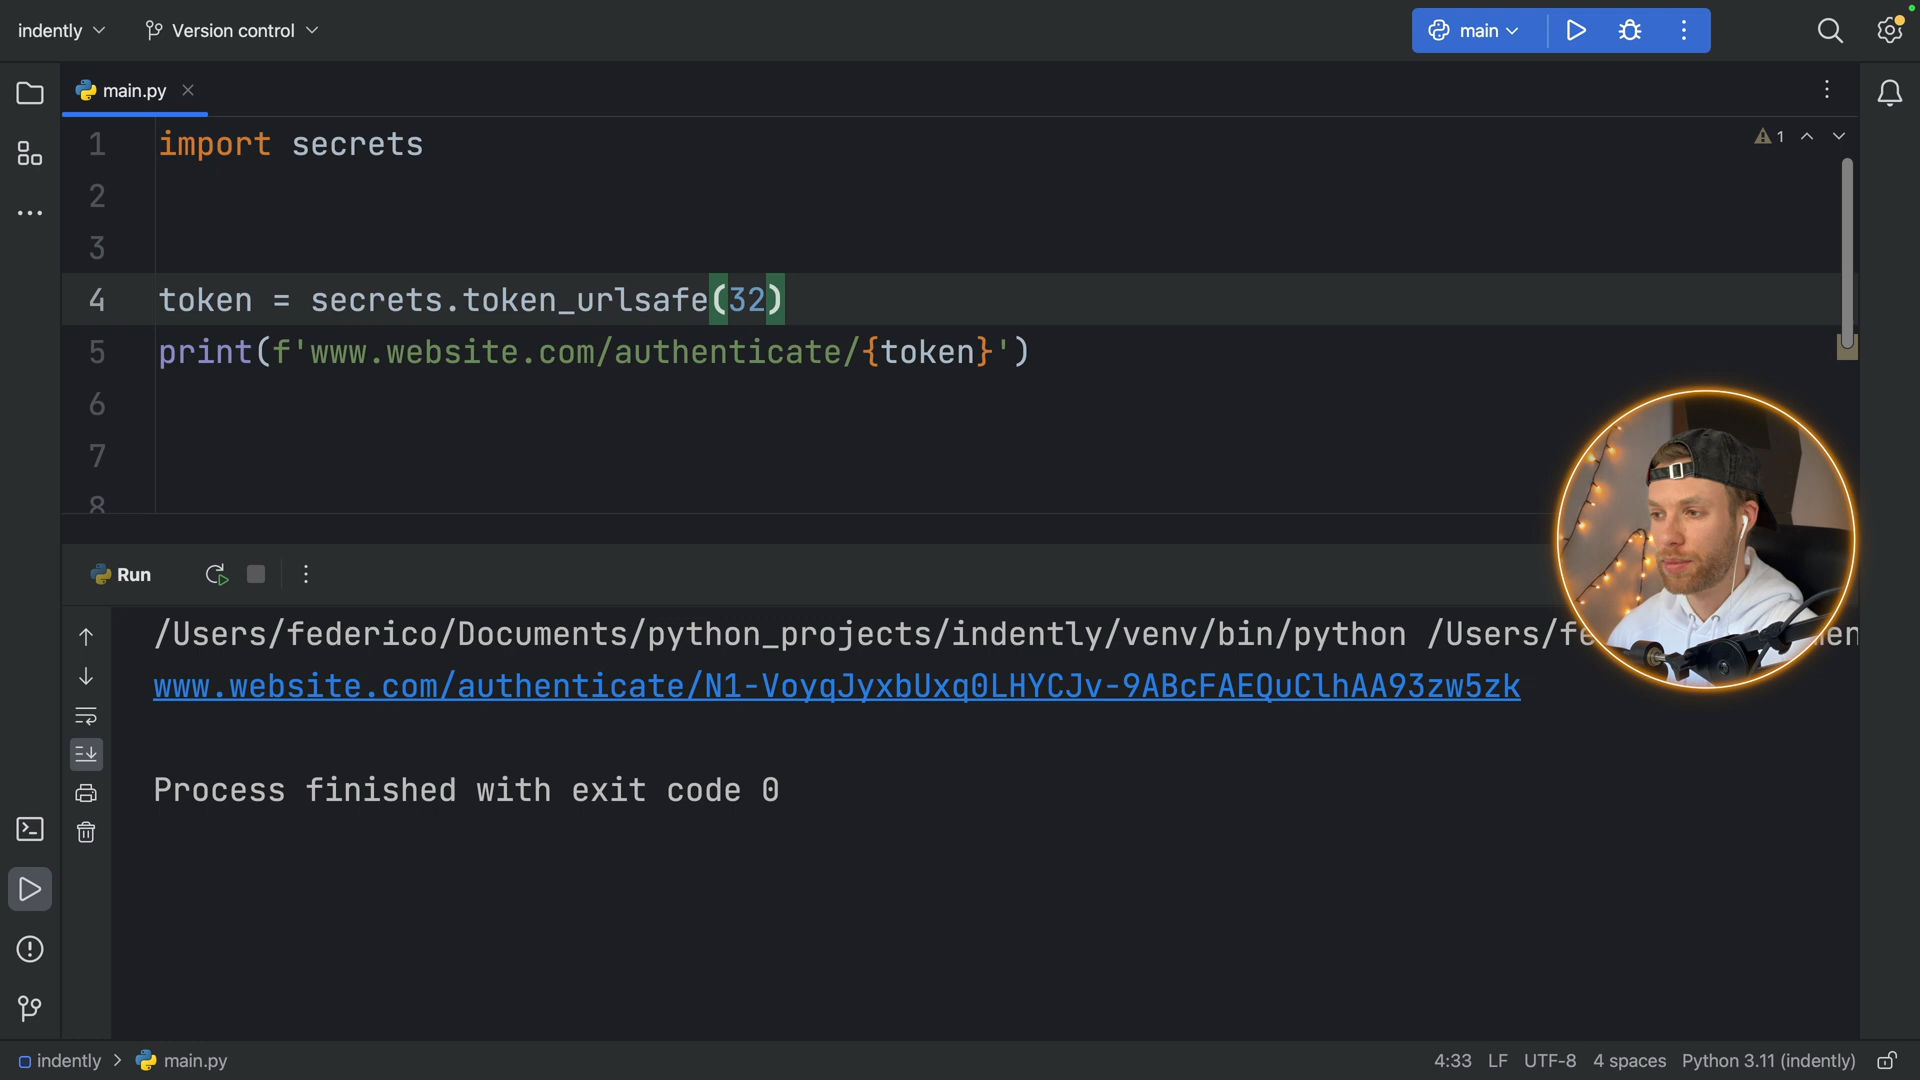 indently
Version control
main
main.py
1
1 import secrets
2
3
4 token = secrets.token_urlsafe(32)
5 print(f'www.website.com/authenticate/{token}')
6
7
8
Run
/Users/federico/Documents/python_projects/indently/venv/bin/python /Users/fe
www.website.com/authenticate/N1-VoyqJyxbUxq0LHYCJv-9ABcFAEQuClhAA93zw5zk
Process finished with exit code 0
indently > main.py
4:33 LF UTF-8 4 spaces Python 3.11 (indently)